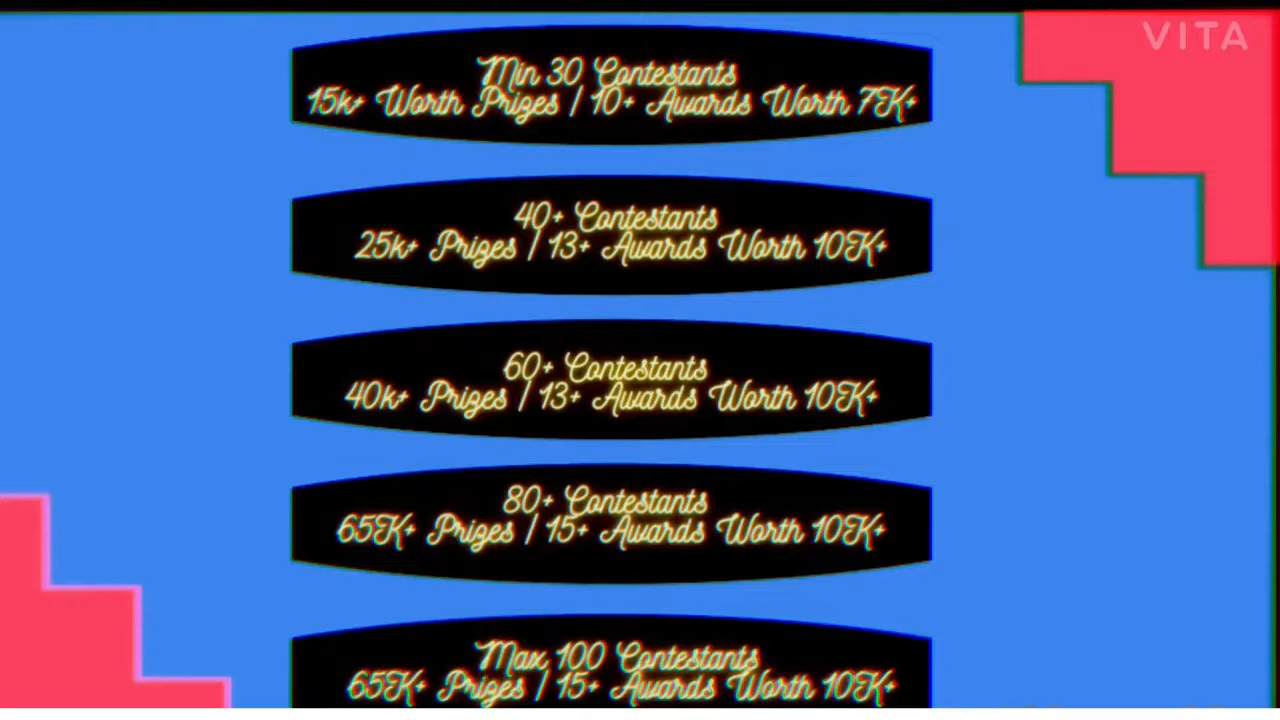 VITA
Min 30 Contestants
15k+ Worth Prizes / 10+ Awards Worth 7K+
40+ Contestants
25k+ Prizes / 13+ Awards Worth 10K+
60+ Contestants
40k+ Prizes / 13+ Awards Worth 10K+
80+ Contestants
65K+ Prizes / 15+ Awards Worth 10K+
Max 100 Contestants
65K+ Prizes / 15+ Awards Worth 10K+